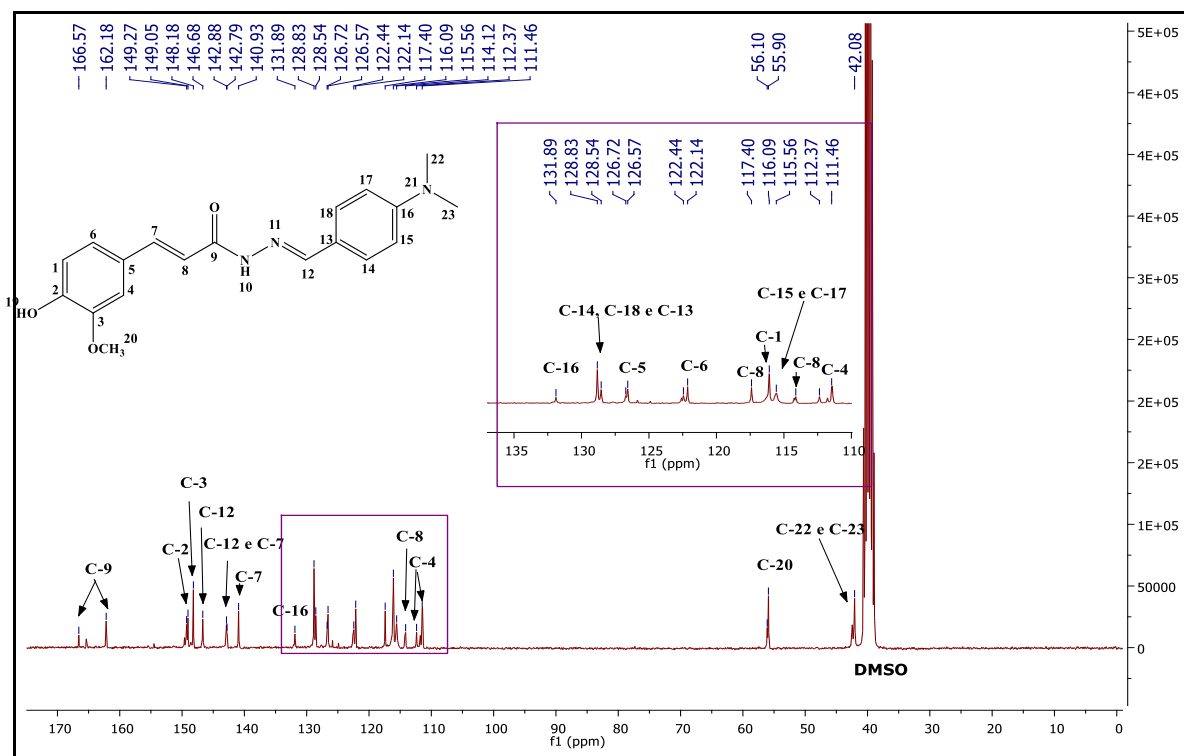 166.57 162.18 149.27 149.05 148.18 146.68 142.88 142.79 140.93 131.89 128.83 128.54 126.72 126.57 122.44 122.14 117.40 116.09 115.56 114.12 112.37 111.46 56.10 55.90 42.08
5E+05
4E+05
4E+05
4E+05
3E+05
2E+05
2E+05
2E+05
1E+05
50000
0
131.89 128.83 128.54 126.72 126.57 122.44 122.14 117.40 116.09 115.56 112.37 111.46
22
17
21
N
18
16
23
O
11
N
13
15
6
7
1
5
8
9
N
H
10
12
14
19
HO
2
4
3
OCH3
20
C-15 e C-17
C-14, C-18 e C-13
C-1
C-16
C-5
C-6
C-8
C-8
C-4
135 130 125 120 115 110
f1 (ppm)
C-3
C-12
C-2
C-12 e C-7
C-9
C-7
C-16
C-8
C-4
C-22 e C-23
C-20
DMSO
170 160 150 140 130 120 110 100 90 80 70 60 50 40 30 20 10 0
f1 (ppm)